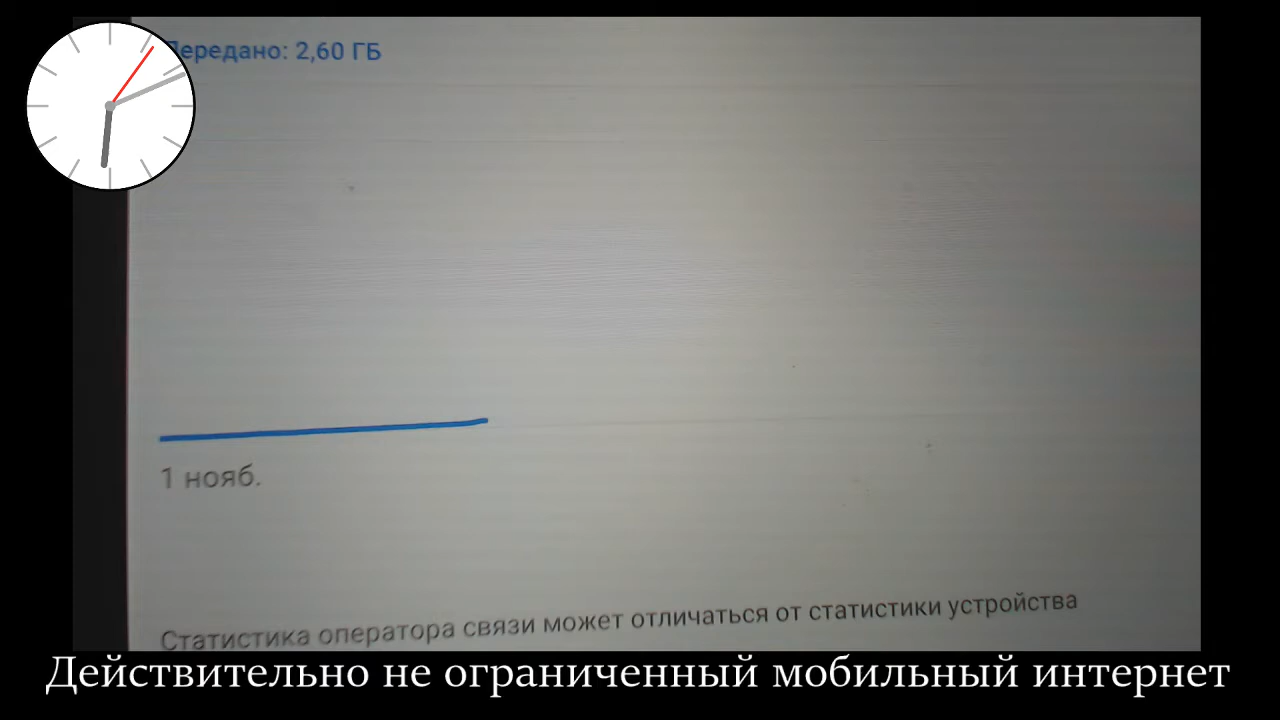 Передано: 2,60 ГБ
1 нояб.
Статистика оператора связи может отличаться от статистики устройства
Действительно не ограниченный мобильный интернет